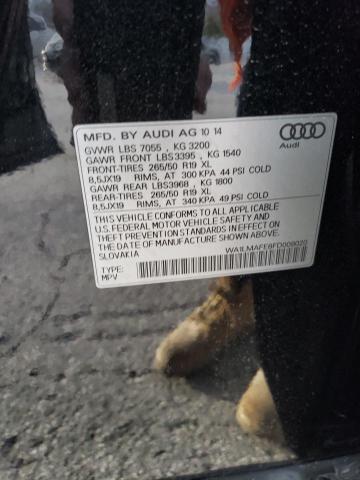 MFD. BY AUDI AG 10 14
GVWR LBS 7055 , KG 3200
GAWR FRONT LBS3395 , KG 1540
FRONT-TIRES 265/50 R19 XL
8,5JX19 RIMS, AT 300 KPA 44 PSI COLD
GAWR REAR LBS3968 , KG 1800
REAR-TIRES 265/50 R19 XL
8,5JX19 RIMS, AT 340 KPA 49 PSI COLD
Audi
THIS VEHICLE CONFORMS TO ALL APPLICABLE
U.S. FEDERAL MOTOR VEHICLE SAFETY AND
THEFT PREVENTION STANDARDS IN EFFECT ON
THE DATE OF MANUFACTURE SHOWN ABOVE.
SLOVAKIA
WA1LMAFE8FD009020
TYPE:
MPV